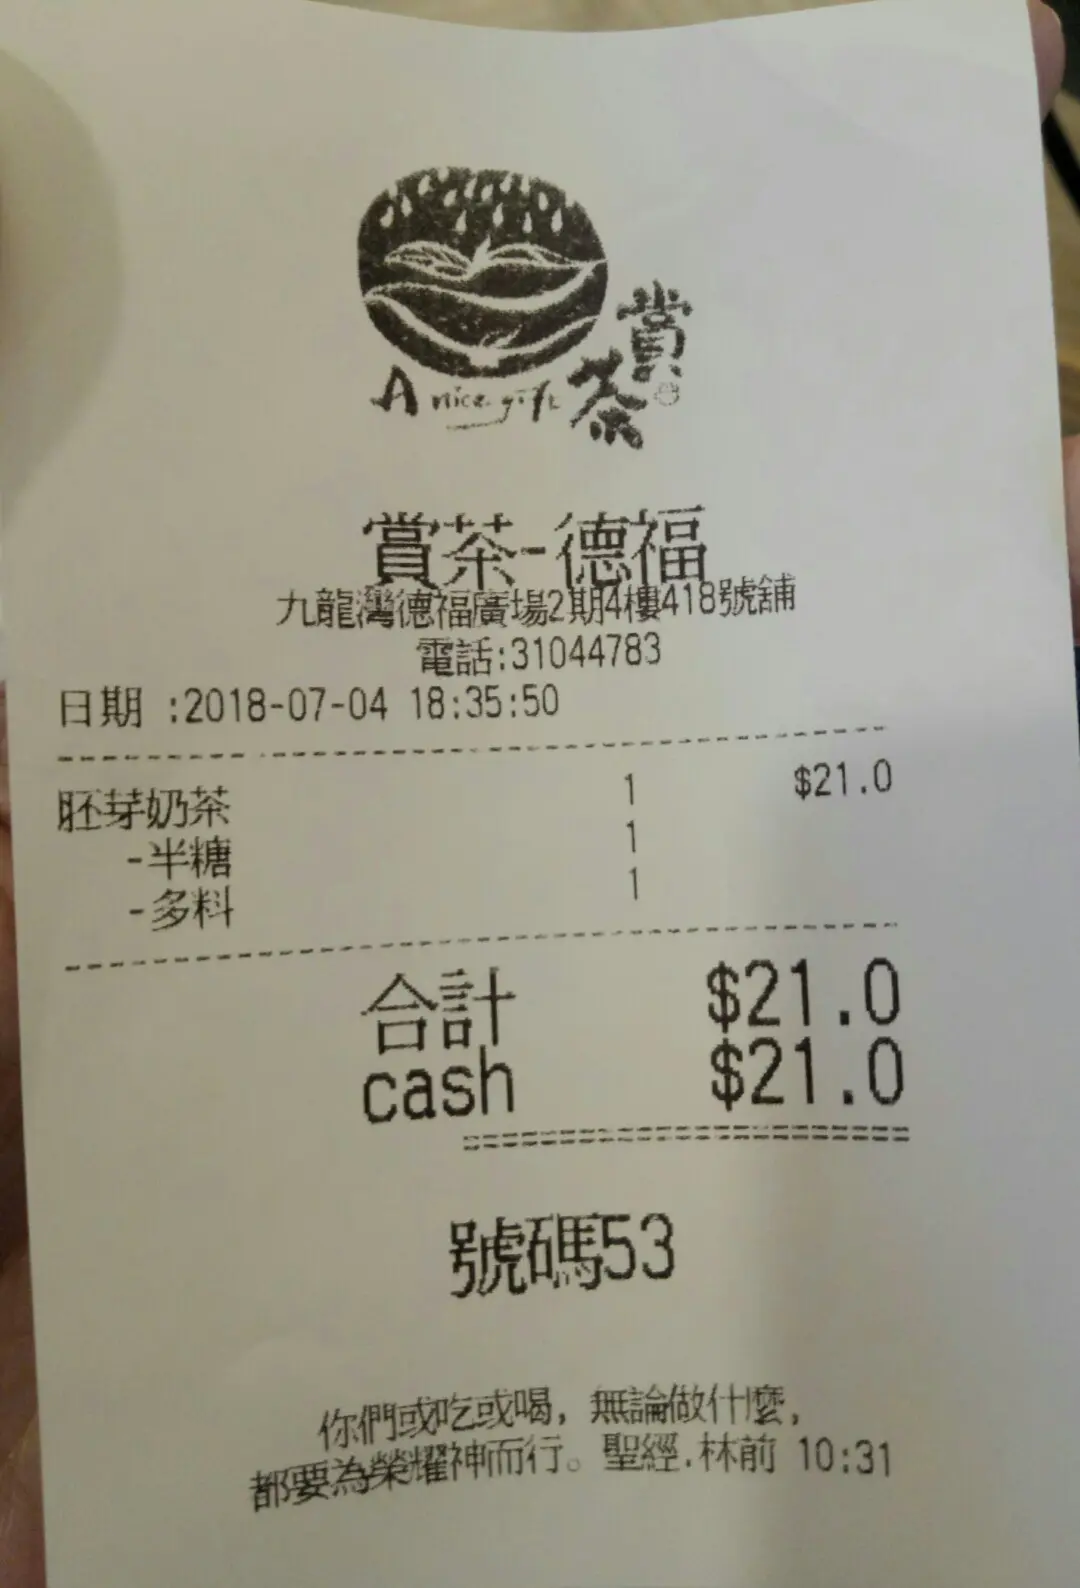 A nice gift
賞茶
賞茶-德福
九龍灣德福廣場2期4樓418號舖
電話:31044783
日期 :2018-07-04 18:35:50
胚芽奶茶 1 $21.0
-半糖 1
-多料 1
合計 $21.0
cash $21.0
號碼53
你們或吃或喝，無論做什麼，
都要為榮耀神而行。聖經.林前 10:31